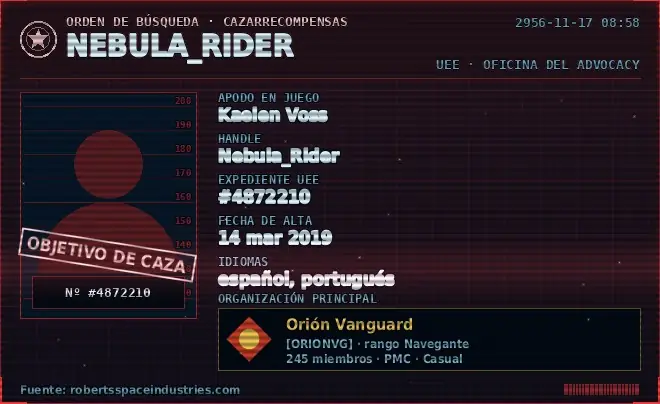 ORDEN DE BÚSQUEDA · CAZARRECOMPENSAS
2956-11-17 08:58
NEBULA_RIDER
UEE · OFICINA DEL ADVOCACY
200
190
180
170
160
150
140
OBJETIVO DE CAZA
Nº #4872210
APODO EN JUEGO
Kaelen Voss
HANDLE
Nebula_Rider
EXPEDIENTE UEE
#4872210
FECHA DE ALTA
14 mar 2019
IDIOMAS
español, portugués
ORGANIZACIÓN PRINCIPAL
Orión Vanguard
[ORIONVG] · rango Navegante
245 miembros · PMC · Casual
Fuente: robertsspaceindustries.com